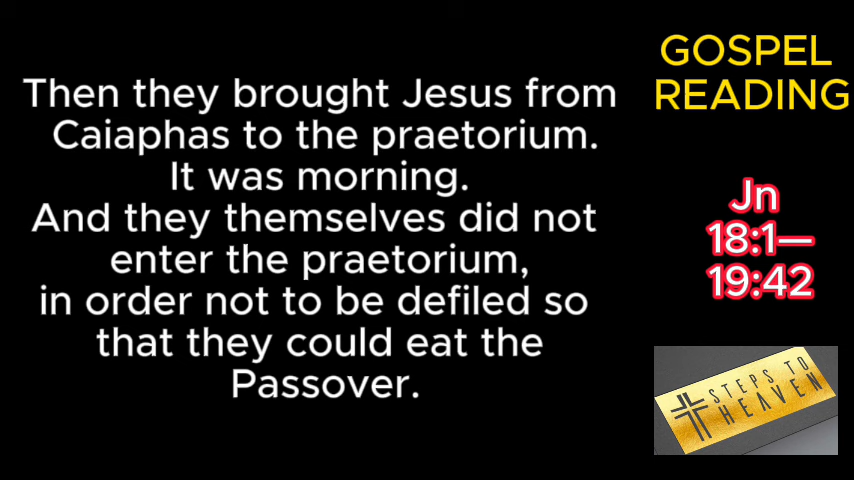 Then they brought Jesus from
Caiaphas to the praetorium.
It was morning.
And they themselves did not
enter the praetorium,
in order not to be defiled so
that they could eat the
Passover.
GOSPEL
READING
Jn
18:1—
19:42
STEPS TO
HEAVEN